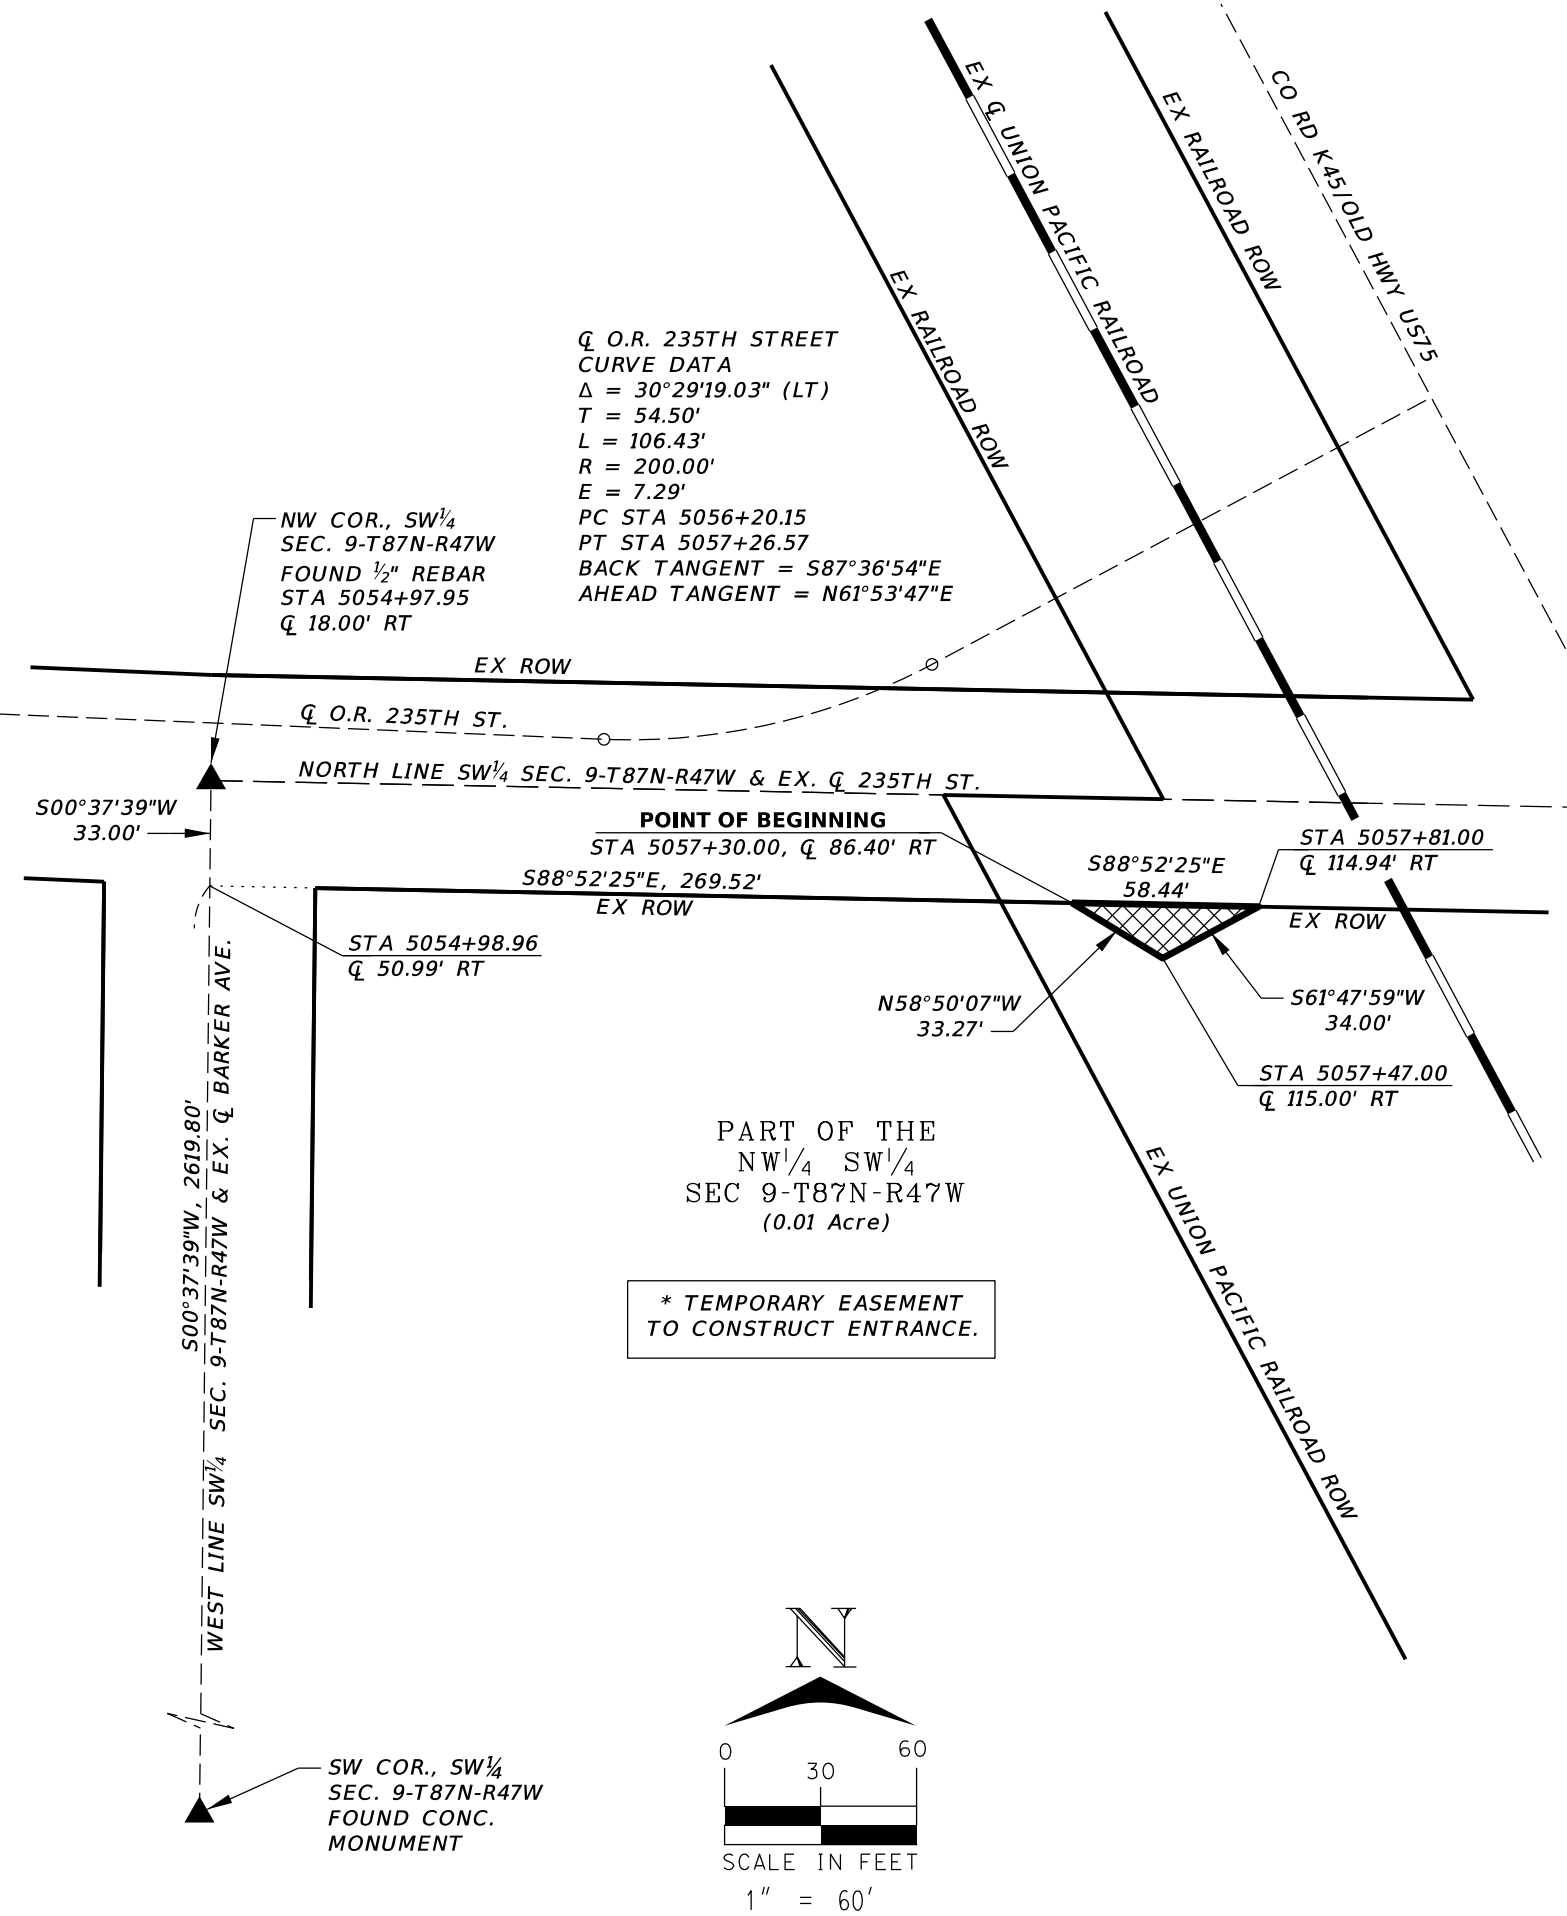 EX ℄ UNION PACIFIC RAILROAD
EX RAILROAD ROW
CO RD K45/OLD HWY US75
EX RAILROAD ROW
℄ O.R. 235TH STREET
CURVE DATA
Δ = 30°29'19.03" (LT)
T = 54.50'
L = 106.43'
R = 200.00'
E = 7.29'
PC STA 5056+20.15
PT STA 5057+26.57
BACK TANGENT = S87°36'54"E
AHEAD TANGENT = N61°53'47"E
NW COR., SW¼
SEC. 9-T87N-R47W
FOUND ½" REBAR
STA 5054+97.95
℄ 18.00' RT
EX ROW
℄ O.R. 235TH ST.
NORTH LINE SW¼ SEC. 9-T87N-R47W & EX. ℄ 235TH ST.
S00°37'39"W
33.00'
POINT OF BEGINNING
STA 5057+30.00, ℄ 86.40' RT
S88°52'25"E
58.44'
STA 5057+81.00
℄ 114.94' RT
S88°52'25"E, 269.52'
EX ROW
EX ROW
STA 5054+98.96
℄ 50.99' RT
N58°50'07"W
33.27'
S61°47'59"W
34.00'
STA 5057+47.00
℄ 115.00' RT
S00°37'39"W, 2619.80'
WEST LINE SW¼ SEC. 9-T87N-R47W & EX. ℄ BARKER AVE.
PART OF THE
NW¼ SW¼
SEC 9-T87N-R47W
(0.01 Acre)
EX UNION PACIFIC RAILROAD ROW
* TEMPORARY EASEMENT
TO CONSTRUCT ENTRANCE.
N
0 30 60
SCALE IN FEET
1" = 60'
SW COR., SW¼
SEC. 9-T87N-R47W
FOUND CONC.
MONUMENT